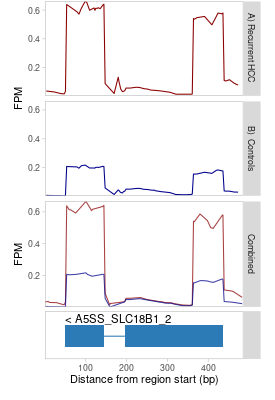 0.6
0.4
0.2
FPM
A) Recurrent HCC
0.6
0.4
0.2
B) Controls
0.6
0.4
0.2
FPM
Combined
< A5SS_SLC18B1_2
100 200 300 400
Distance from region start (bp)